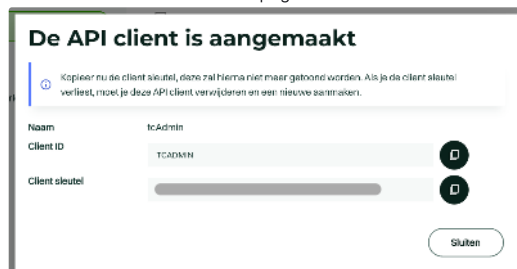 De API client is aangemaakt
Kopieer nu de client sleutel, deze zal hierna niet meer getoond worden. Als je de client sleutel
verliest, moet je deze API client verwijderen en een nieuwe aanmaken.
Naam tcAdmin
Client ID TCADMIN
Client sleutel
Sluiten